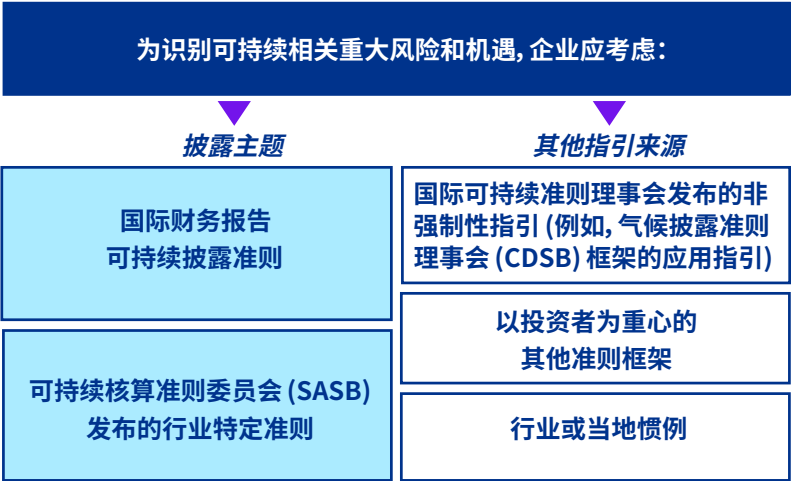 为识别可持续相关重大风险和机遇, 企业应考虑：
披露主题
国际财务报告
可持续披露准则
可持续核算准则委员会 (SASB)
发布的行业特定准则
其他指引来源
国际可持续准则理事会发布的非
强制性指引 (例如, 气候披露准则
理事会 (CDSB) 框架的应用指引)
以投资者为重心的
其他准则框架
行业或当地惯例